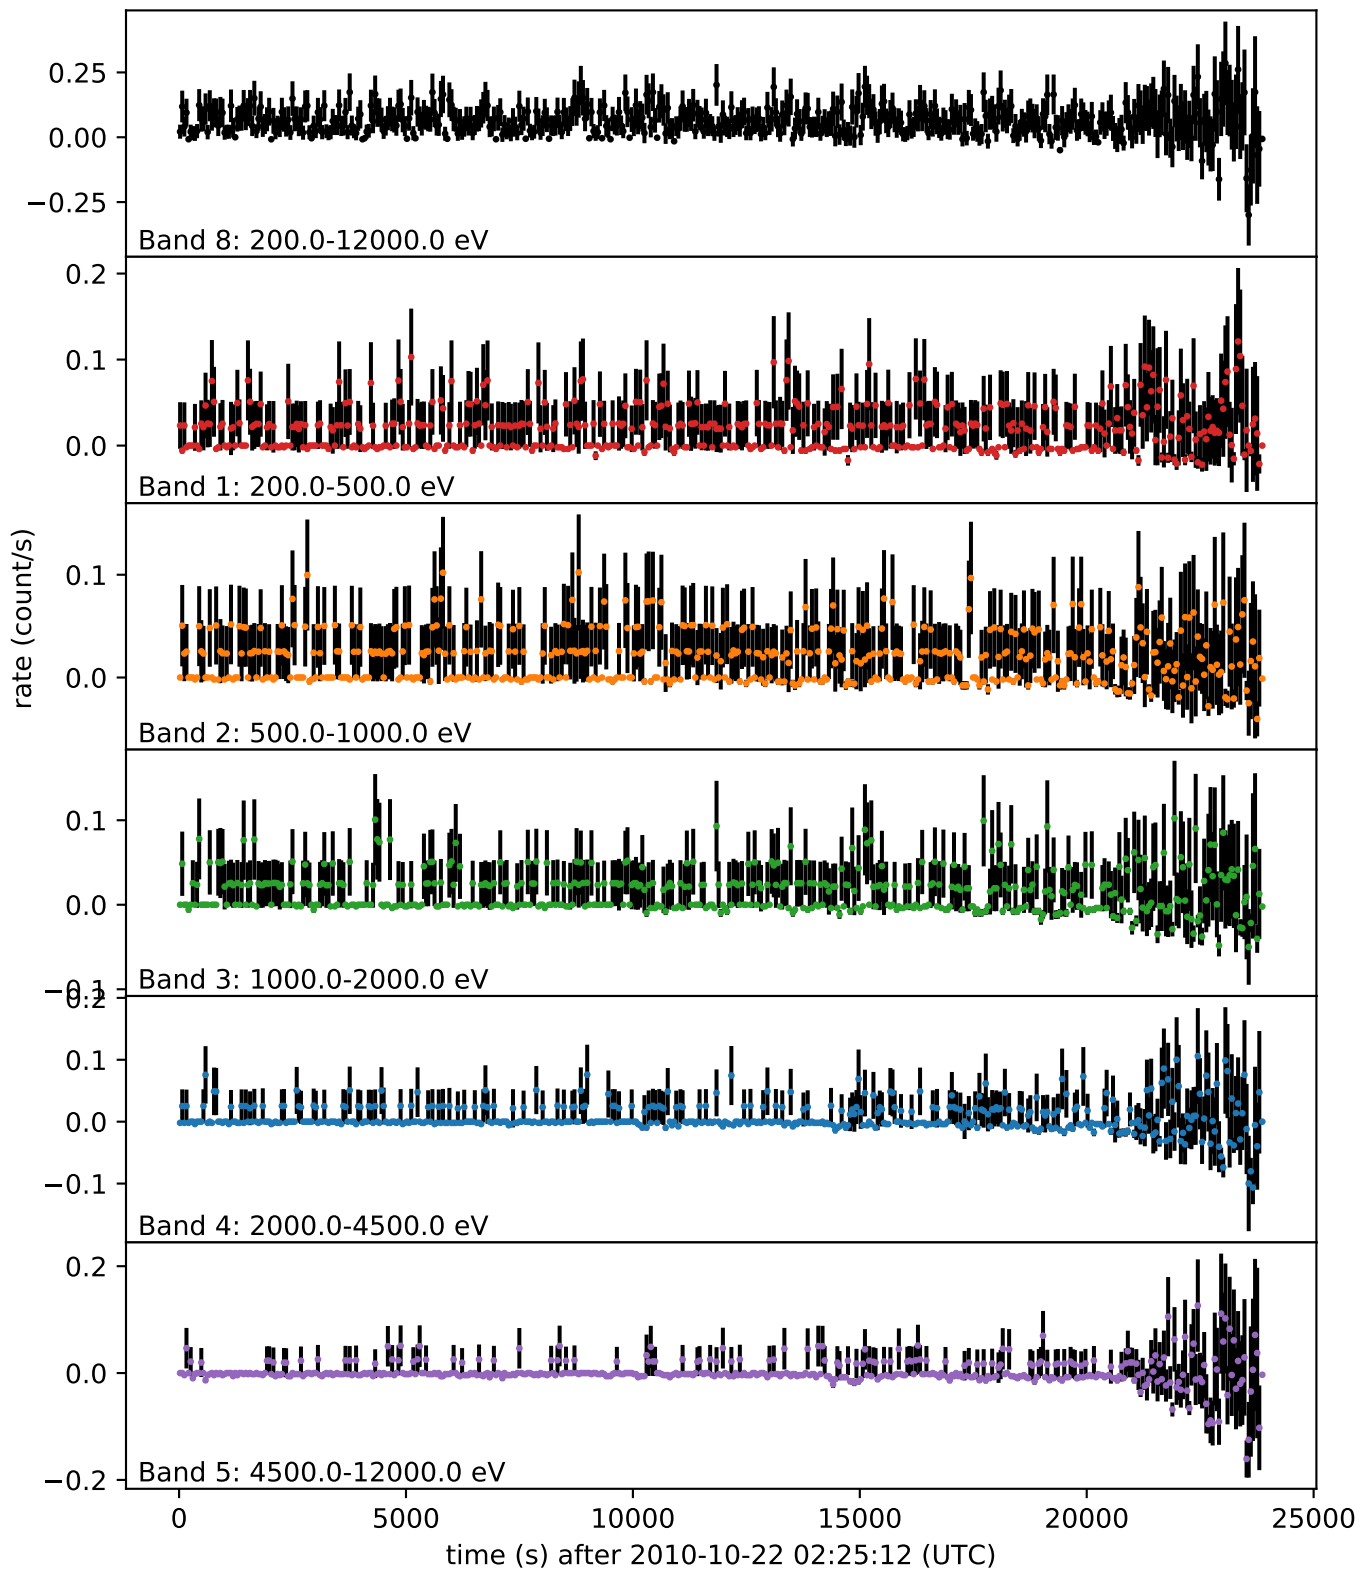 0.25
0.00
−0.25
Band 8: 200.0-12000.0 eV
0.2
0.1
0.0
Band 1: 200.0-500.0 eV
0.1
0.0
Band 2: 500.0-1000.0 eV
rate (count/s)
0.1
0.0
−0.1
Band 3: 1000.0-2000.0 eV
0.2
0.1
0.0
−0.1
Band 4: 2000.0-4500.0 eV
0.2
0.0
−0.2
Band 5: 4500.0-12000.0 eV
0 5000 10000 15000 20000 25000
time (s) after 2010-10-22 02:25:12 (UTC)